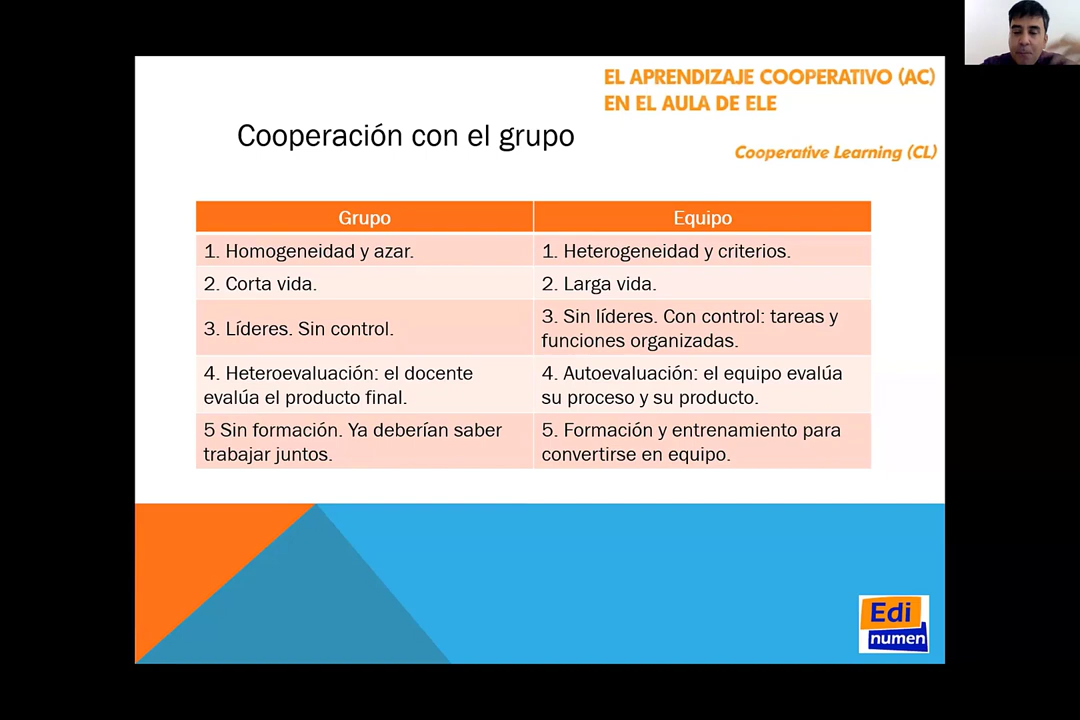 EL APRENDIZAJE COOPERATIVO (AC)
EN EL AULA DE ELE
Cooperación con el grupo
Cooperative Learning (CL)
Grupo
Equipo
1. Homogeneidad y azar.
1. Heterogeneidad y criterios.
2. Corta vida.
2. Larga vida.
3. Líderes. Sin control.
3. Sin líderes. Con control: tareas y
funciones organizadas.
4. Heteroevaluación: el docente
evalúa el producto final.
4. Autoevaluación: el equipo evalúa
su proceso y su producto.
5 Sin formación. Ya deberían saber
trabajar juntos.
5. Formación y entrenamiento para
convertirse en equipo.
Edi
numen